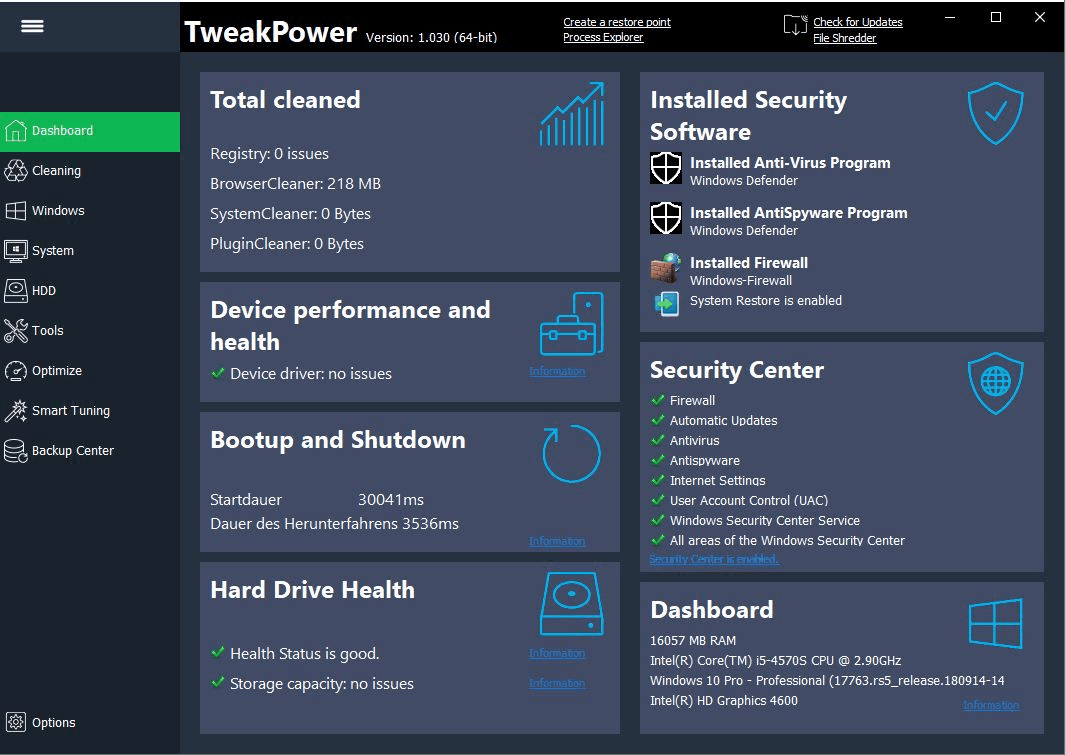 TweakPower Version: 1.030 (64-bit)
Create a restore point
Process Explorer
Check for Updates
File Shredder
Dashboard
Cleaning
Windows
System
HDD
Tools
Optimize
Smart Tuning
Backup Center
Options
Total cleaned
Registry: 0 issues
BrowserCleaner: 218 MB
SystemCleaner: 0 Bytes
PluginCleaner: 0 Bytes
Device performance and
health
Device driver: no issues
Information
Bootup and Shutdown
Startdauer 30041ms
Dauer des Herunterfahrens 3536ms
Information
Hard Drive Health
Health Status is good.
Information
Storage capacity: no issues
Information
Installed Security
Software
Installed Anti-Virus Program
Windows Defender
Installed AntiSpyware Program
Windows Defender
Installed Firewall
Windows-Firewall
System Restore is enabled
Security Center
Firewall
Automatic Updates
Antivirus
Antispyware
Internet Settings
User Account Control (UAC)
Windows Security Center Service
All areas of the Windows Security Center
Security Center is enabled.
Dashboard
16057 MB RAM
Intel(R) Core(TM) i5-4570S CPU @ 2.90GHz
Windows 10 Pro - Professional (17763.rs5_release.180914-14
Intel(R) HD Graphics 4600
Information